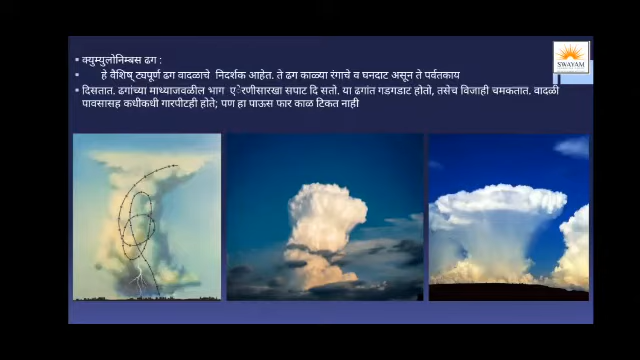 क्युम्युलोनिम्बस ढग :
हे वैशिष् ट्यपूर्ण ढग वादळाचे निदर्शक आहेत. ते ढग काळ्या रंगाचे व घनदाट असून ते पर्वतकाय
दिसतात. ढगांच्या माथ्याजवळील भाग एेरणीसारखा सपाट दि सतो. या ढगांत गडगडाट होतो, तसेच विजाही चमकतात. वादळी
पावसासह कधीकधी गारपीटही होते; पण हा पाऊस फार काळ टिकत नाही
SWAYAM